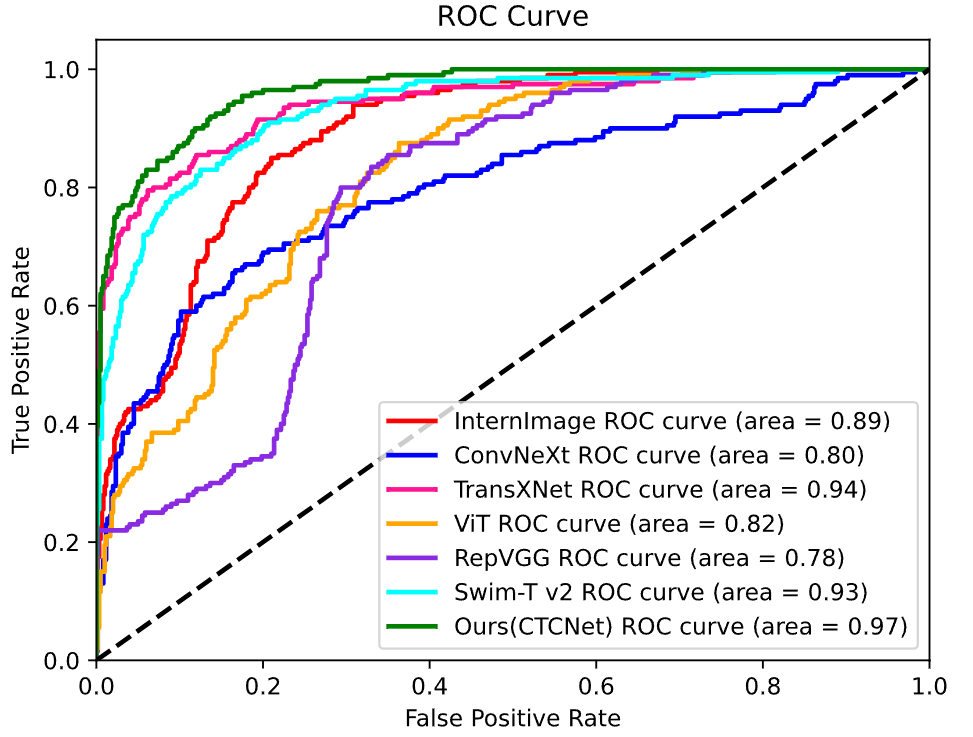 ROC Curve
True Positive Rate
1.0
0.8
0.6
0.4
0.2
0.0
InternImage ROC curve (area = 0.89)
ConvNeXt ROC curve (area = 0.80)
TransXNet ROC curve (area = 0.94)
ViT ROC curve (area = 0.82)
RepVGG ROC curve (area = 0.78)
Swim-T v2 ROC curve (area = 0.93)
Ours(CTCNet) ROC curve (area = 0.97)
0.0 0.2 0.4 0.6 0.8 1.0
False Positive Rate